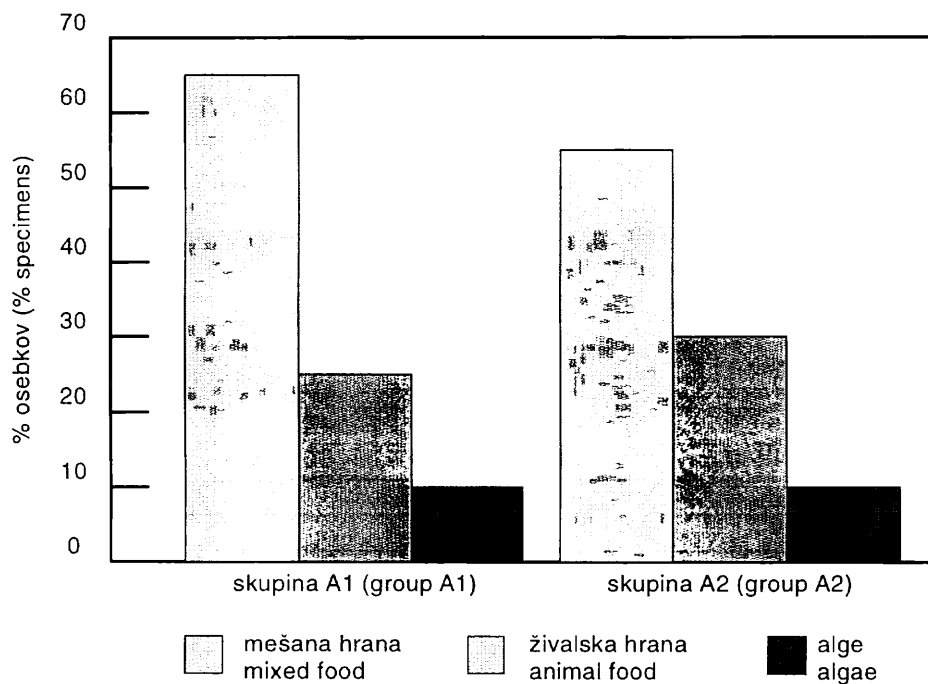 70
60
50
40
30
20
10
0
% osebkov (% specimens)
skupina A1 (group A1)
skupina A2 (group A2)
mešana hrana
mixed food
živalska hrana
animal food
alge
algae